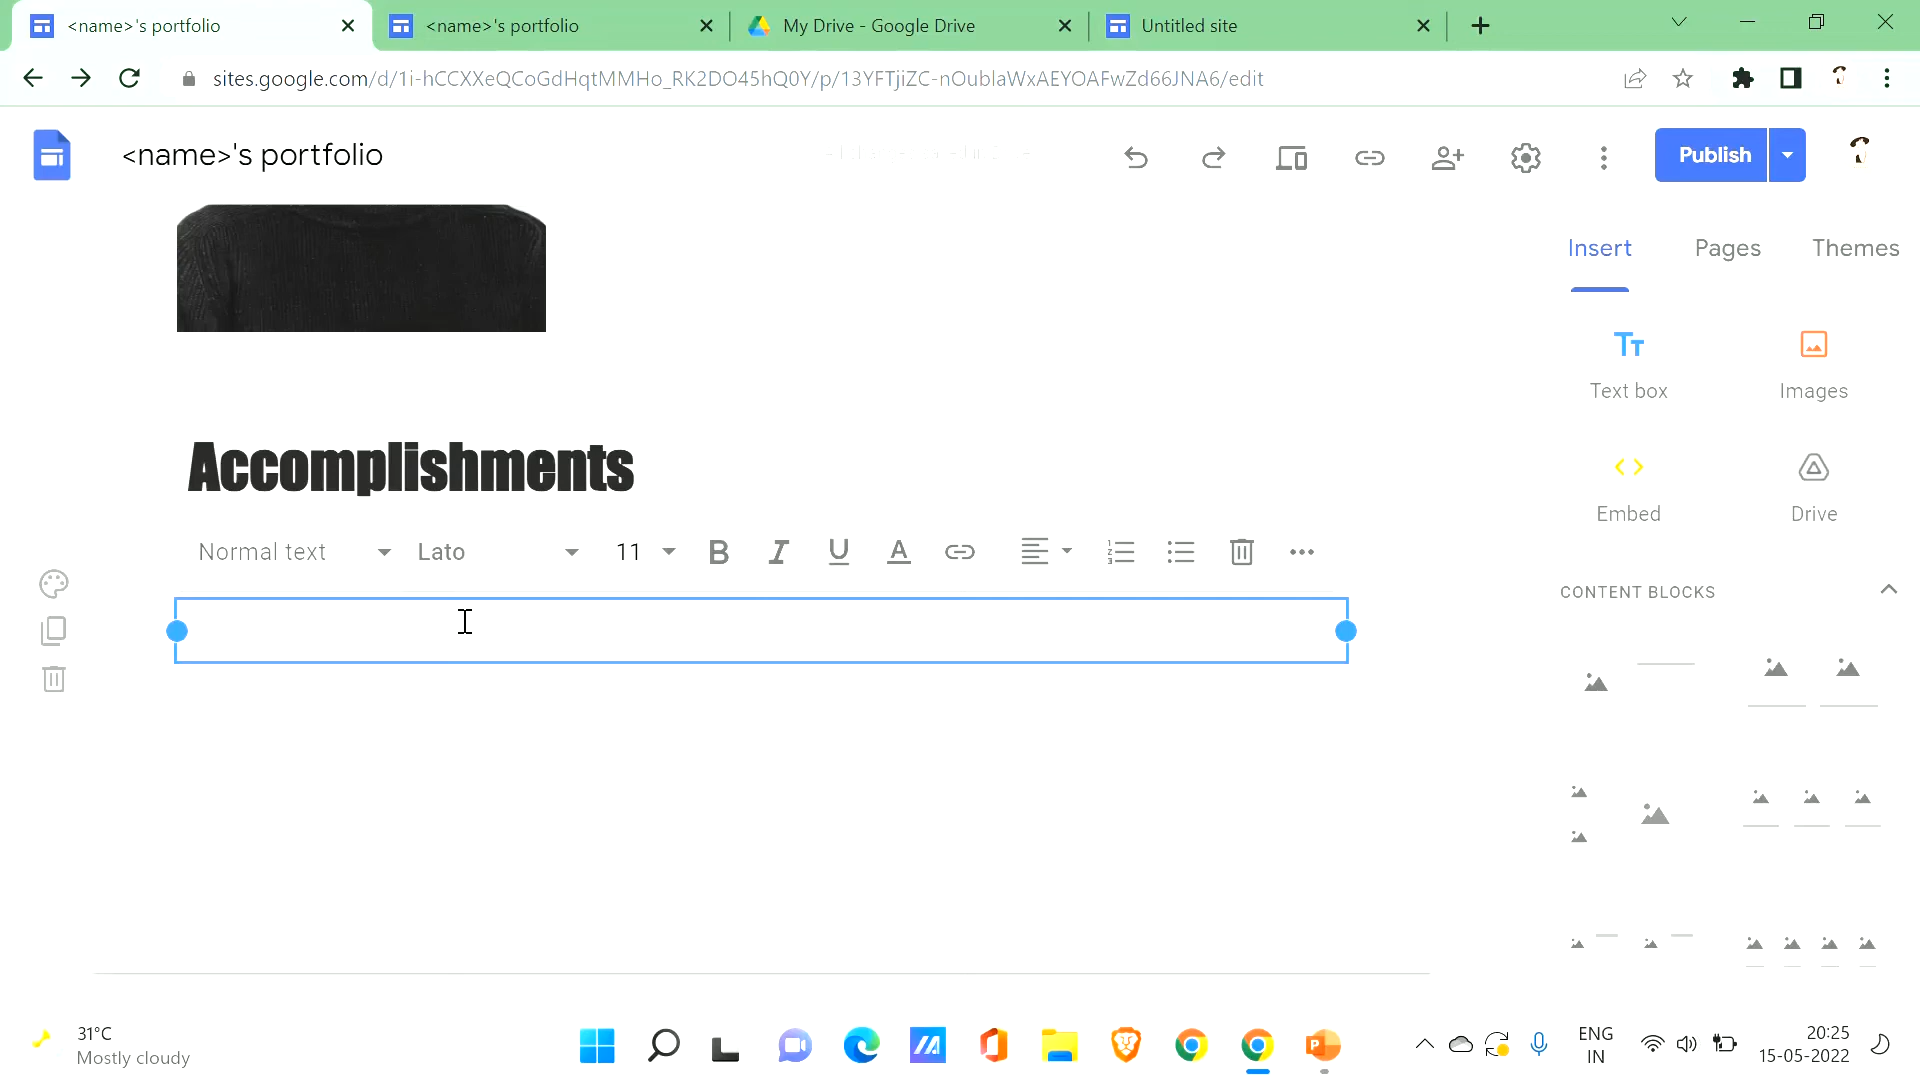 <name>'s portfolio
<name>'s portfolio
My Drive - Google Drive
Untitled site
sites.google.com/d/1i-hCCXXeQCoGdHqtMMHo_RK2DO45hQ0Y/p/13YFTjiZC-nOublaWxAEYOAFwZd66JNA6/edit
<name>'s portfolio
Publish
Insert
Pages
Themes
Text box
Images
Embed
Drive
Accomplishments
Normal text
Lato
11
CONTENT BLOCKS
31°C
Mostly cloudy
ENG
IN
20:25
15-05-2022